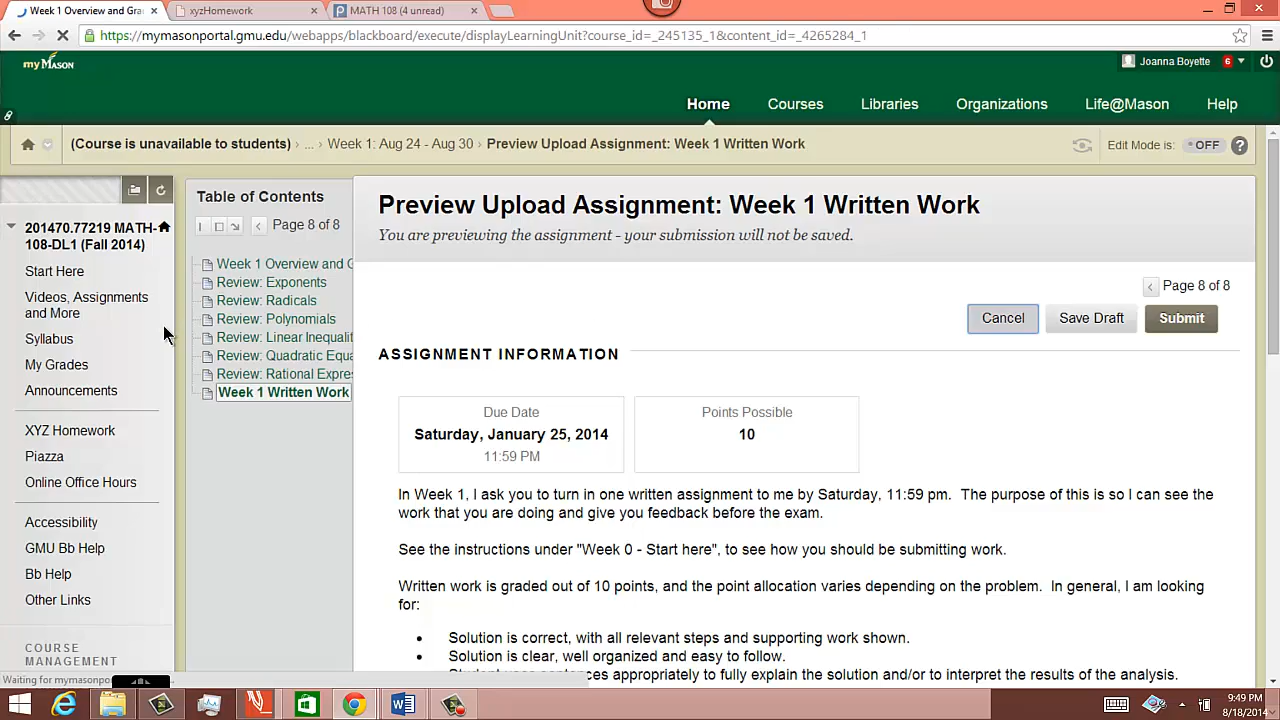 Week 1 Overview and Gra
xyzHomework
MATH 108 (4 unread)
https://mymasonportal.gmu.edu/webapps/blackboard/execute/displayLearningUnit?course_id=_245135_1&content_id=_4265284_1
myMason
Joanna Boyette 6
Home Courses Libraries Organizations Life@Mason Help
(Course is unavailable to students) › ... › Week 1: Aug 24 - Aug 30 › Preview Upload Assignment: Week 1 Written Work
Edit Mode is: OFF ?
201470.77219 MATH-
108-DL1 (Fall 2014)
Start Here
Videos, Assignments
and More
Syllabus
My Grades
Announcements
XYZ Homework
Piazza
Online Office Hours
Accessibility
GMU Bb Help
Bb Help
Other Links
COURSE
MANAGEMENT
Table of Contents
Page 8 of 8
Week 1 Overview and G
Review: Exponents
Review: Radicals
Review: Polynomials
Review: Linear Inequalit
Review: Quadratic Equa
Review: Rational Expres
Week 1 Written Work
Preview Upload Assignment: Week 1 Written Work
You are previewing the assignment - your submission will not be saved.
Page 8 of 8
Cancel Save Draft Submit
ASSIGNMENT INFORMATION
Due Date
Saturday, January 25, 2014
11:59 PM
Points Possible
10
In Week 1, I ask you to turn in one written assignment to me by Saturday, 11:59 pm. The purpose of this is so I can see the
work that you are doing and give you feedback before the exam.
See the instructions under "Week 0 - Start here", to see how you should be submitting work.
Written work is graded out of 10 points, and the point allocation varies depending on the problem. In general, I am looking
for:
• Solution is correct, with all relevant steps and supporting work shown.
• Solution is clear, well organized and easy to follow.
appropriately to fully explain the solution and/or to interpret the results of the analysis.
Waiting for mymasonpo
9:49 PM
8/18/2014